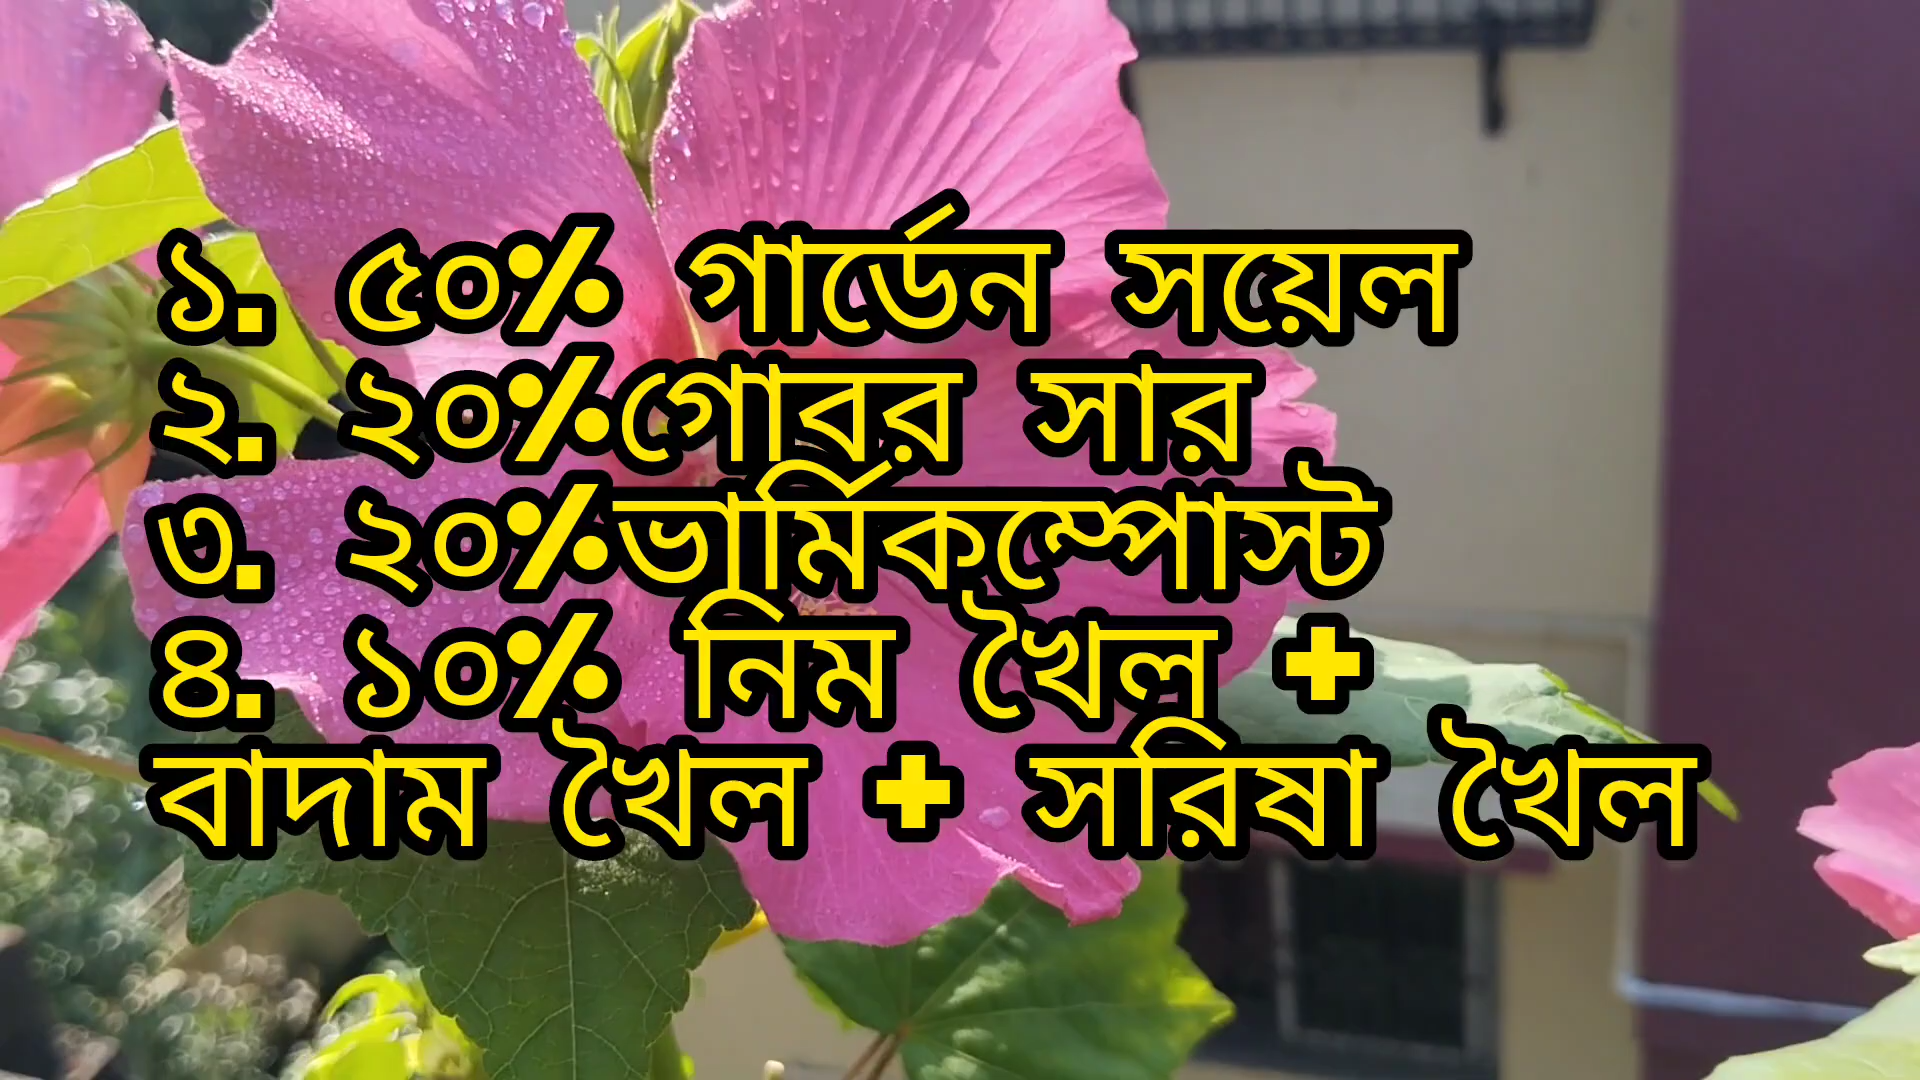 ১. ৫০% গার্ডেন সয়েল
২. ২০%গোবর সার
৩. ২০%ভার্মিকম্পোস্ট
৪. ১০% নিম খৈল +
বাদাম খৈল + সরিষা খৈল